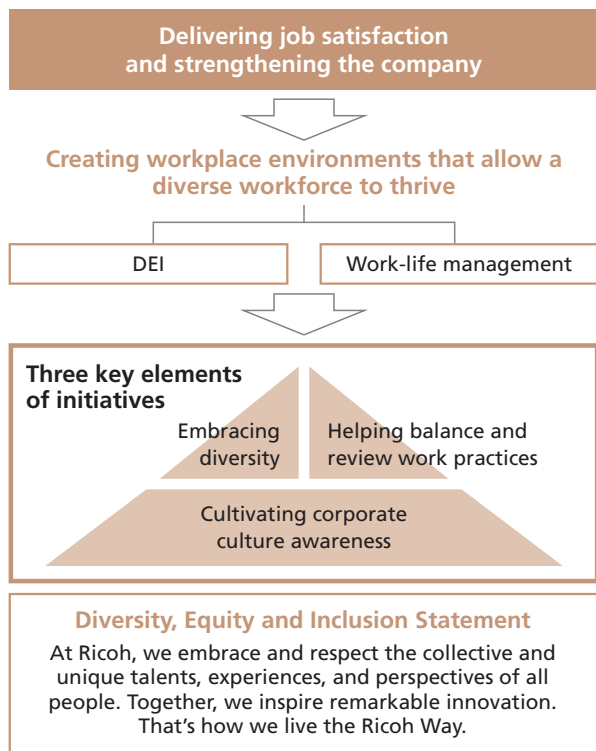 Delivering job satisfaction
and strengthening the company
Creating workplace environments that allow a
diverse workforce to thrive
DEI
Work-life management
Three key elements
of initiatives
Embracing
diversity
Helping balance and
review work practices
Cultivating corporate
culture awareness
Diversity, Equity and Inclusion Statement
At Ricoh, we embrace and respect the collective and
unique talents, experiences, and perspectives of all
people. Together, we inspire remarkable innovation.
That’s how we live the Ricoh Way.